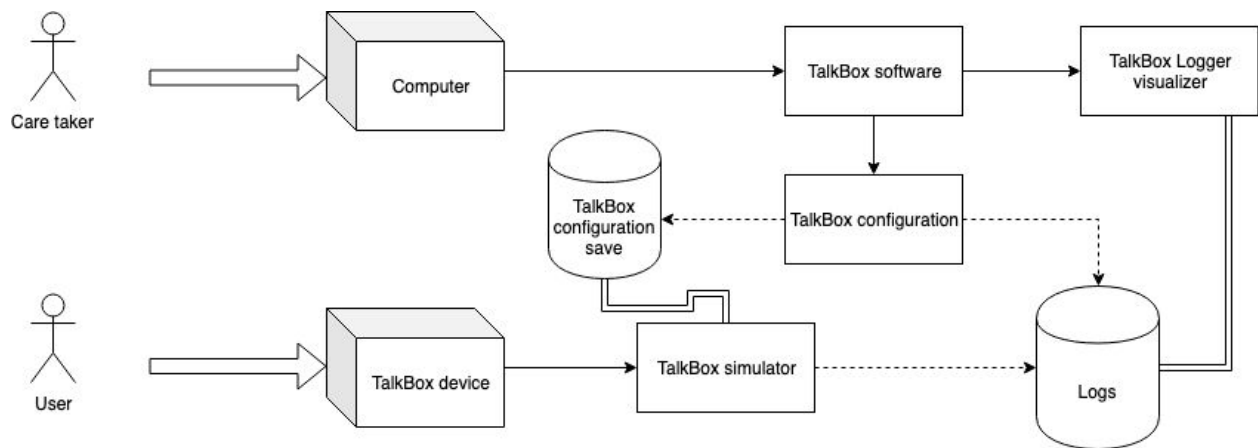 Care taker
Computer
TalkBox software
TalkBox Logger
visualizer
TalkBox
configuration
save
TalkBox configuration
User
TalkBox device
TalkBox simulator
Logs